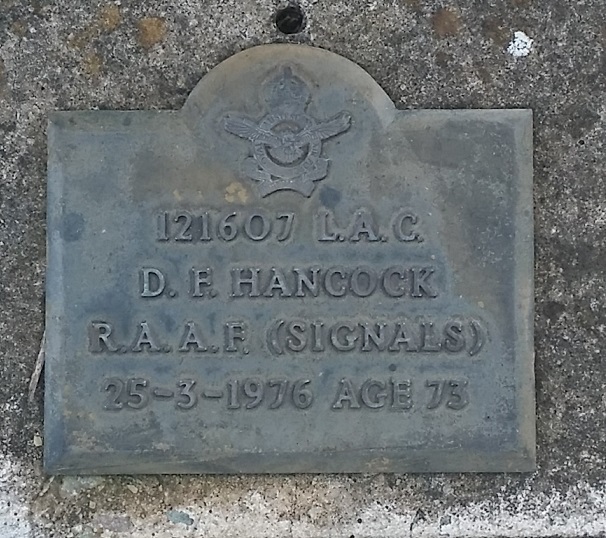 121607 L.A.C.
D. F. HANCOCK
R.A.A.F. (SIGNALS)
25-3-1976 AGE 73